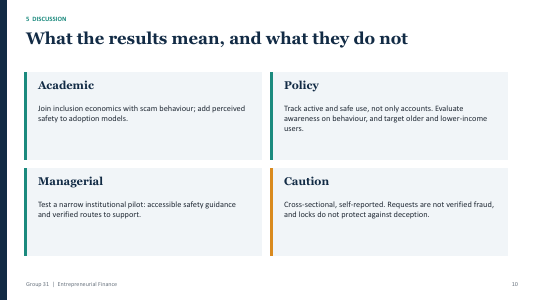 5 DISCUSSION
What the results mean, and what they do not
Academic
Join inclusion economics with scam behaviour; add perceived
safety to adoption models.
Policy
Track active and safe use, not only accounts. Evaluate
awareness on behaviour, and target older and lower-income
users.
Managerial
Test a narrow institutional pilot: accessible safety guidance
and verified routes to support.
Caution
Cross-sectional, self-reported. Requests are not verified fraud,
and locks do not protect against deception.
Group 31 | Entrepreneurial Finance
10